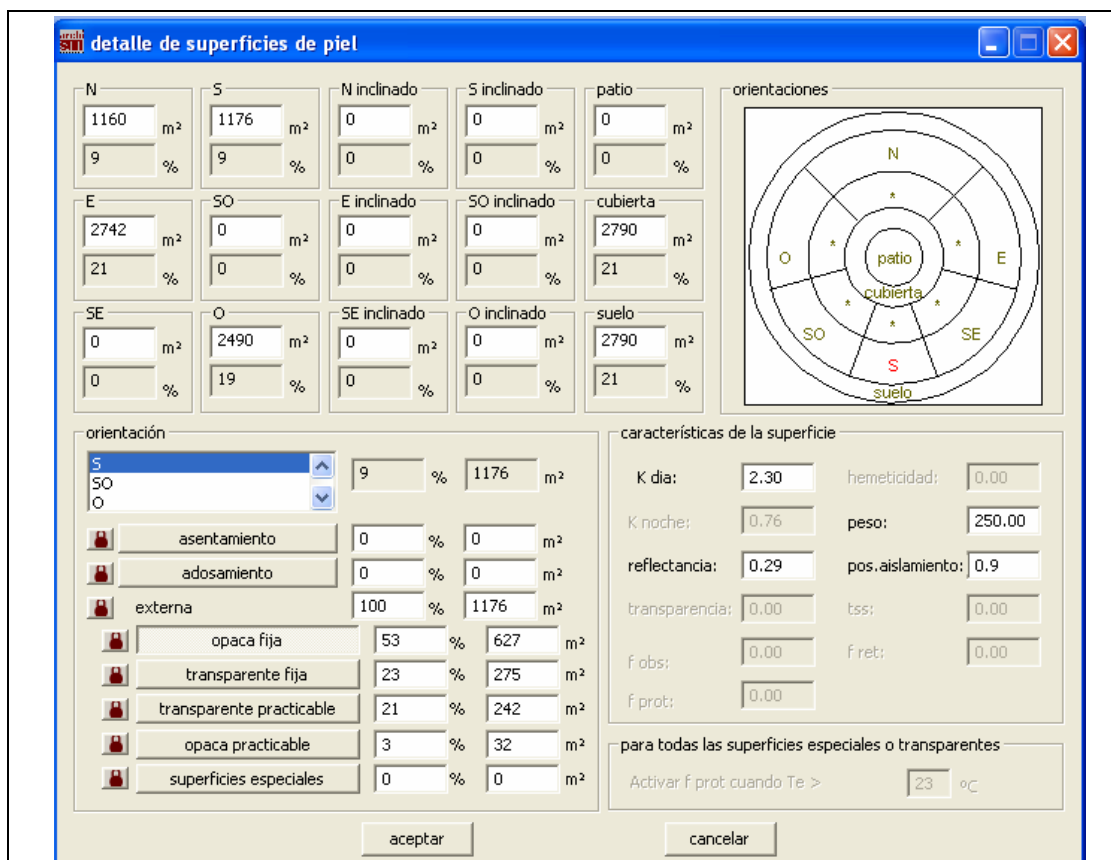 archi
sun
detalle de superficies de piel
N
1160 m²
9 %
S
1176 m²
9 %
N inclinado
0 m²
0 %
S inclinado
0 m²
0 %
patio
0 m²
0 %
E
2742 m²
21 %
SO
0 m²
0 %
E inclinado
0 m²
0 %
SO inclinado
0 m²
0 %
cubierta
2790 m²
21 %
SE
0 m²
0 %
O
2490 m²
19 %
SE inclinado
0 m²
0 %
O inclinado
0 m²
0 %
suelo
2790 m²
21 %
orientaciones
N
*
* *
O patio E
cubierta
* *
*
SO SE
S
suelo
orientación
S
SO
O
9 % 1176 m²
asentamiento 0 % 0 m²
adosamiento 0 % 0 m²
externa 100 % 1176 m²
opaca fija 53 % 627 m²
transparente fija 23 % 275 m²
transparente practicable 21 % 242 m²
opaca practicable 3 % 32 m²
superficies especiales 0 % 0 m²
características de la superficie
K dia: 2.30 hemeticidad: 0.00
K noche: 0.76 peso: 250.00
reflectancia: 0.29 pos.aislamiento: 0.9
transparencia: 0.00 tss: 0.00
f obs: 0.00 f ret: 0.00
f prot: 0.00
para todas las superficies especiales o transparentes
Activar f prot cuando Te > 23 ºC
aceptar cancelar